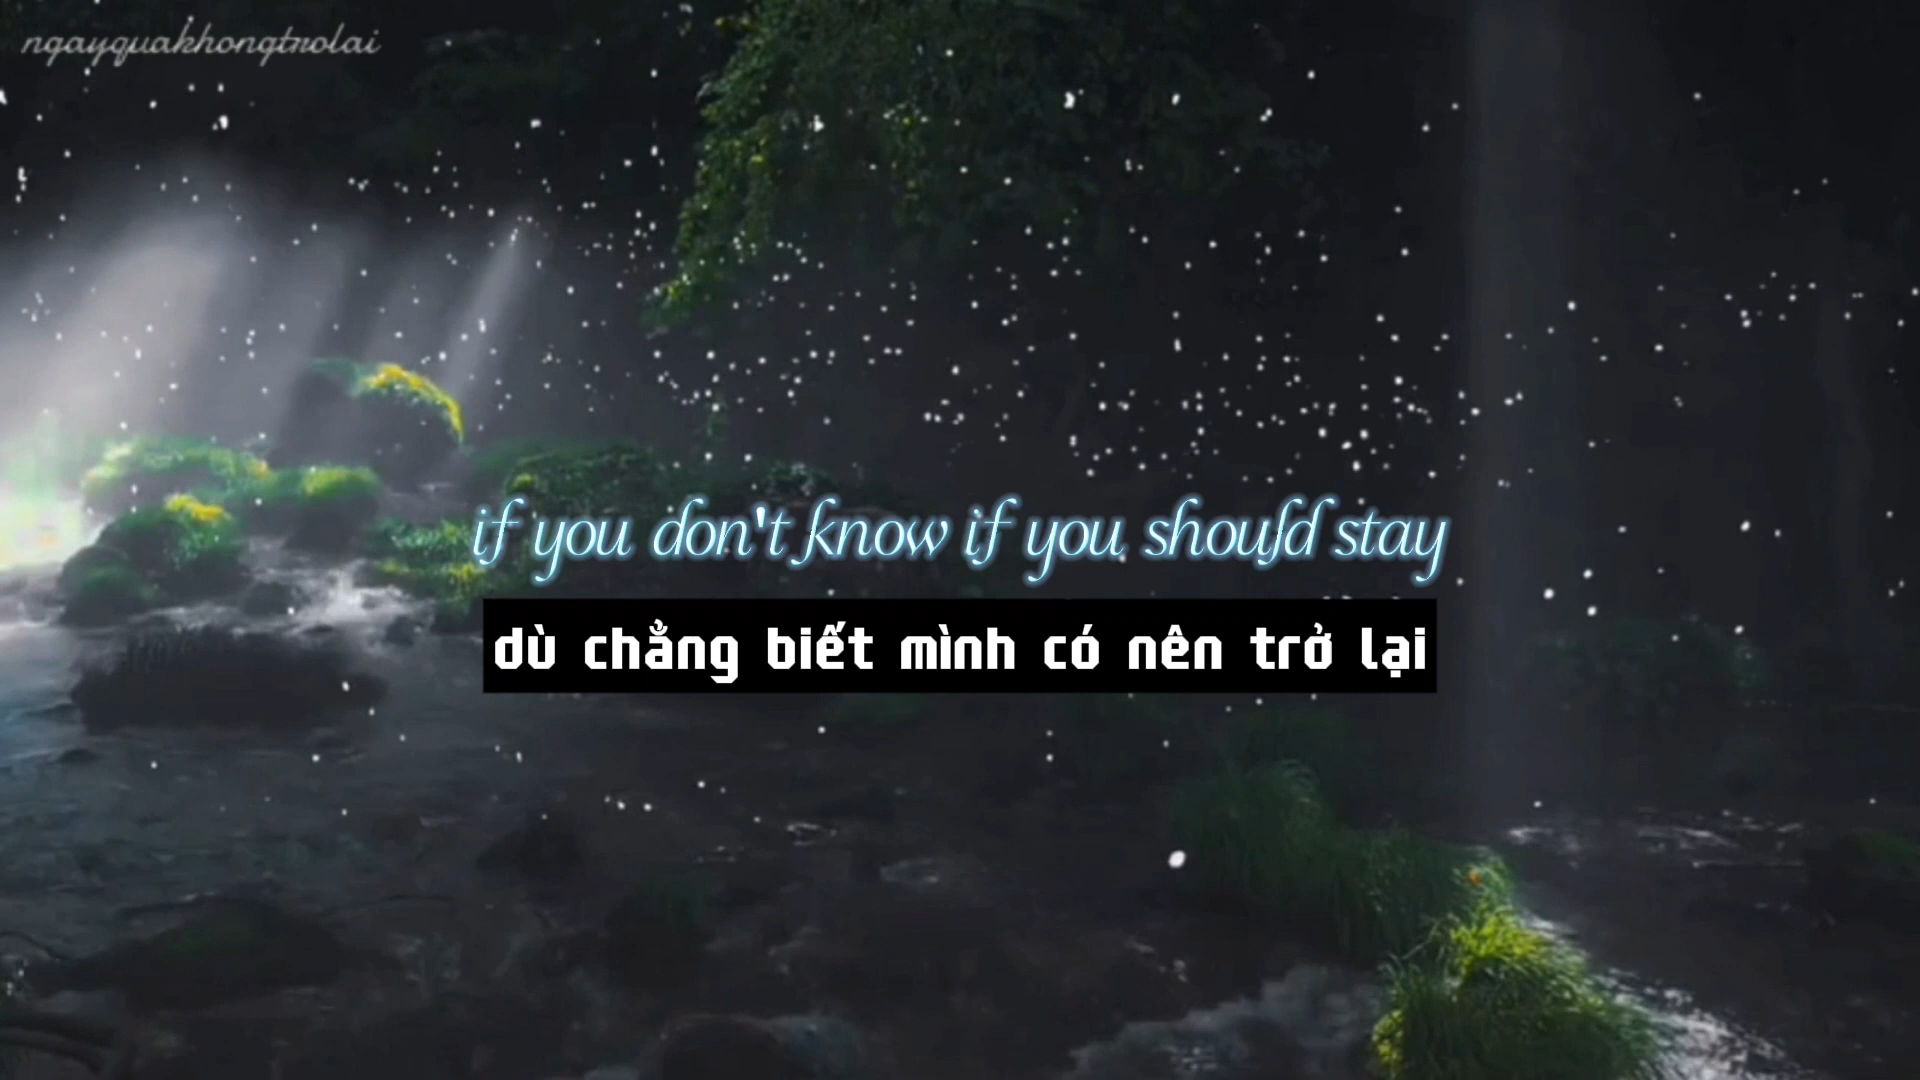 ngayquakhongtrolai
if you don't know if you should stay
dù chẳng biết mình có nên trở lại